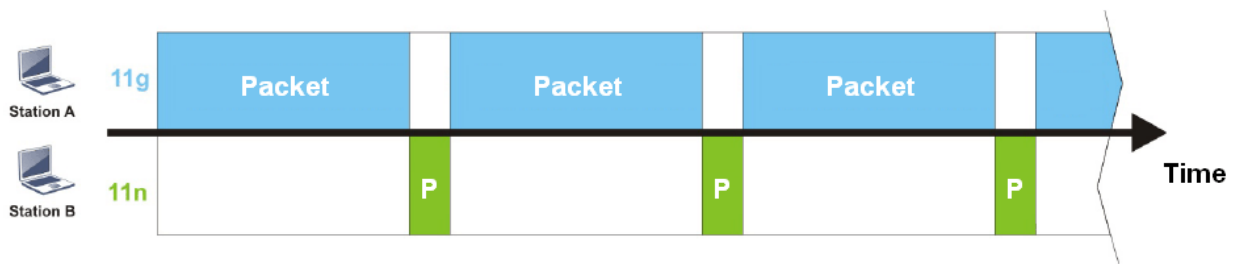 11g
Packet
Packet
Packet
Station A
11n
P
P
P
Time
Station B